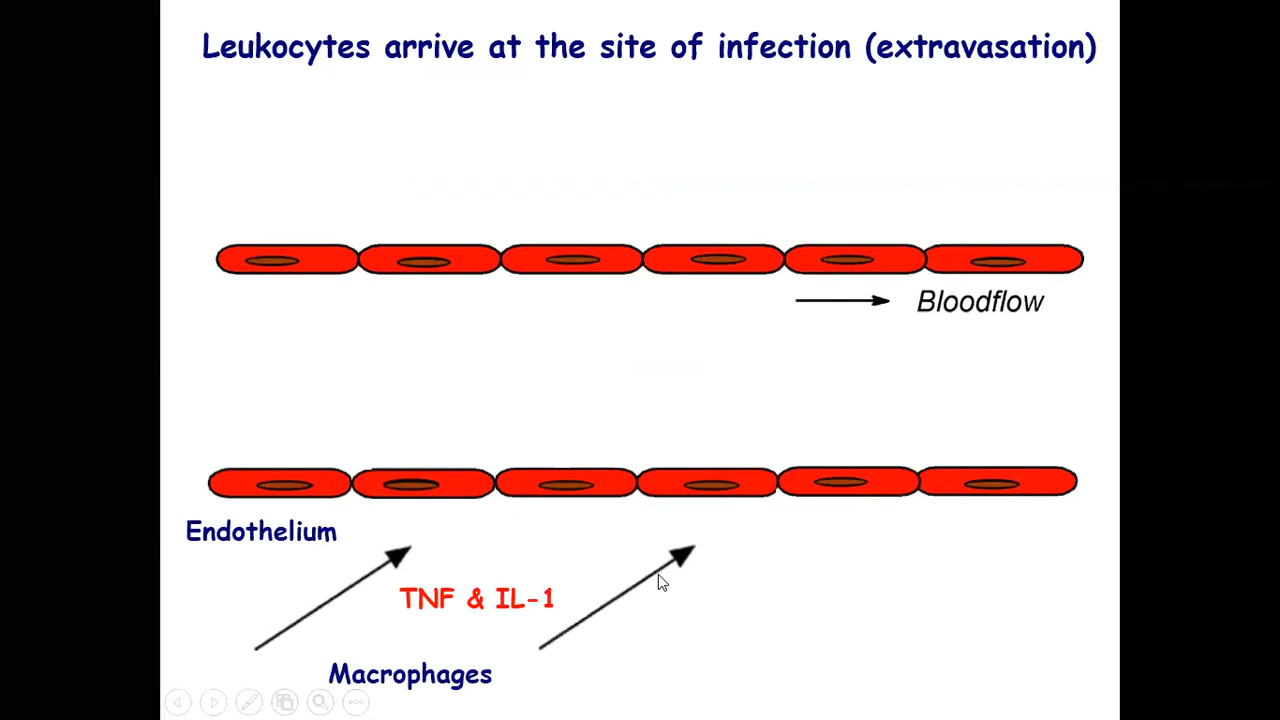 Leukocytes arrive at the site of infection (extravasation)
Bloodflow
Endothelium
TNF & IL-1
Macrophages